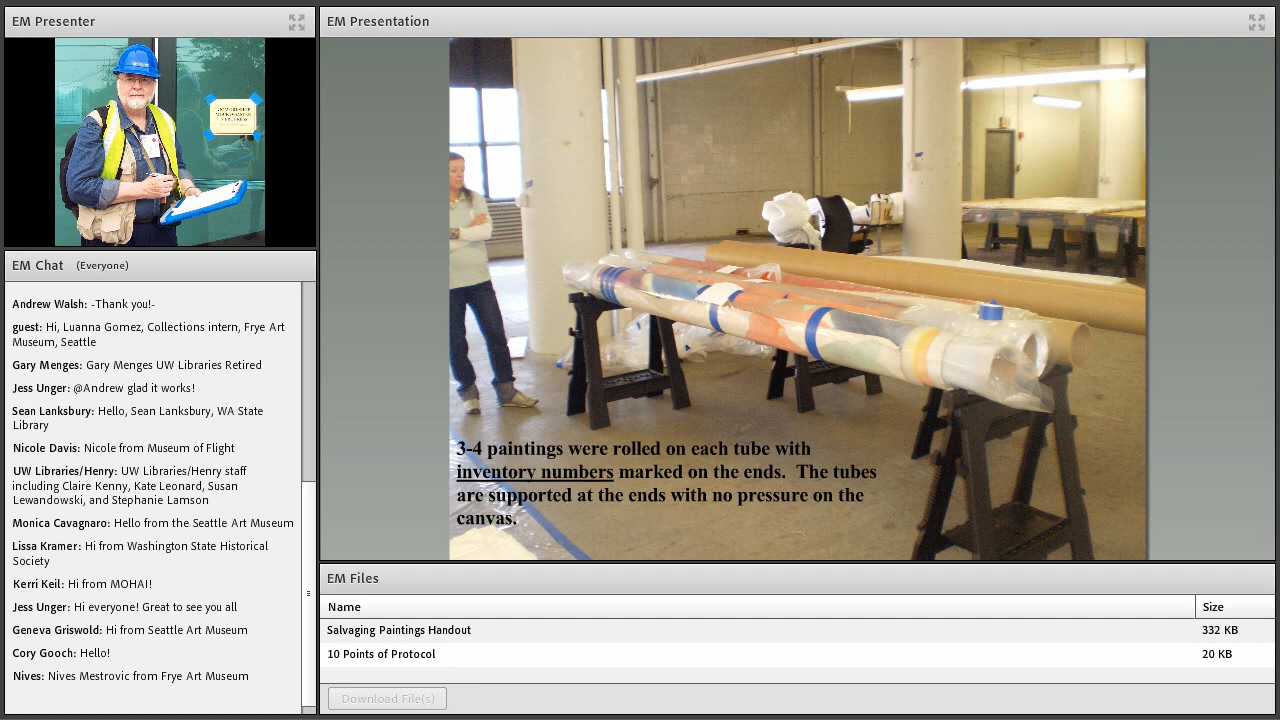 EM Presenter
EM Chat (Everyone)
Andrew Walsh: -Thank you!-
guest: Hi, Luanna Gomez, Collections intern, Frye Art
Museum, Seattle
Gary Menges: Gary Menges UW Libraries Retired
Jess Unger: @Andrew glad it works!
Sean Lanksbury: Hello, Sean Lanksbury, WA State
Library
Nicole Davis: Nicole from Museum of Flight
UW Libraries/Henry: UW Libraries/Henry staff
including Claire Kenny, Kate Leonard, Susan
Lewandowski, and Stephanie Lamson
Monica Cavagnaro: Hello from the Seattle Art Museum
Lissa Kramer: Hi from Washington State Historical
Society
Kerri Keil: Hi from MOHAI!
Jess Unger: Hi everyone! Great to see you all
Geneva Griswold: Hi from Seattle Art Museum
Cory Gooch: Hello!
Nives: Nives Mestrovic from Frye Art Museum
EM Presentation
3-4 paintings were rolled on each tube with
inventory numbers marked on the ends. The tubes
are supported at the ends with no pressure on the
canvas.
EM Files
Name Size
Salvaging Paintings Handout 332 KB
10 Points of Protocol 20 KB
Download File(s)